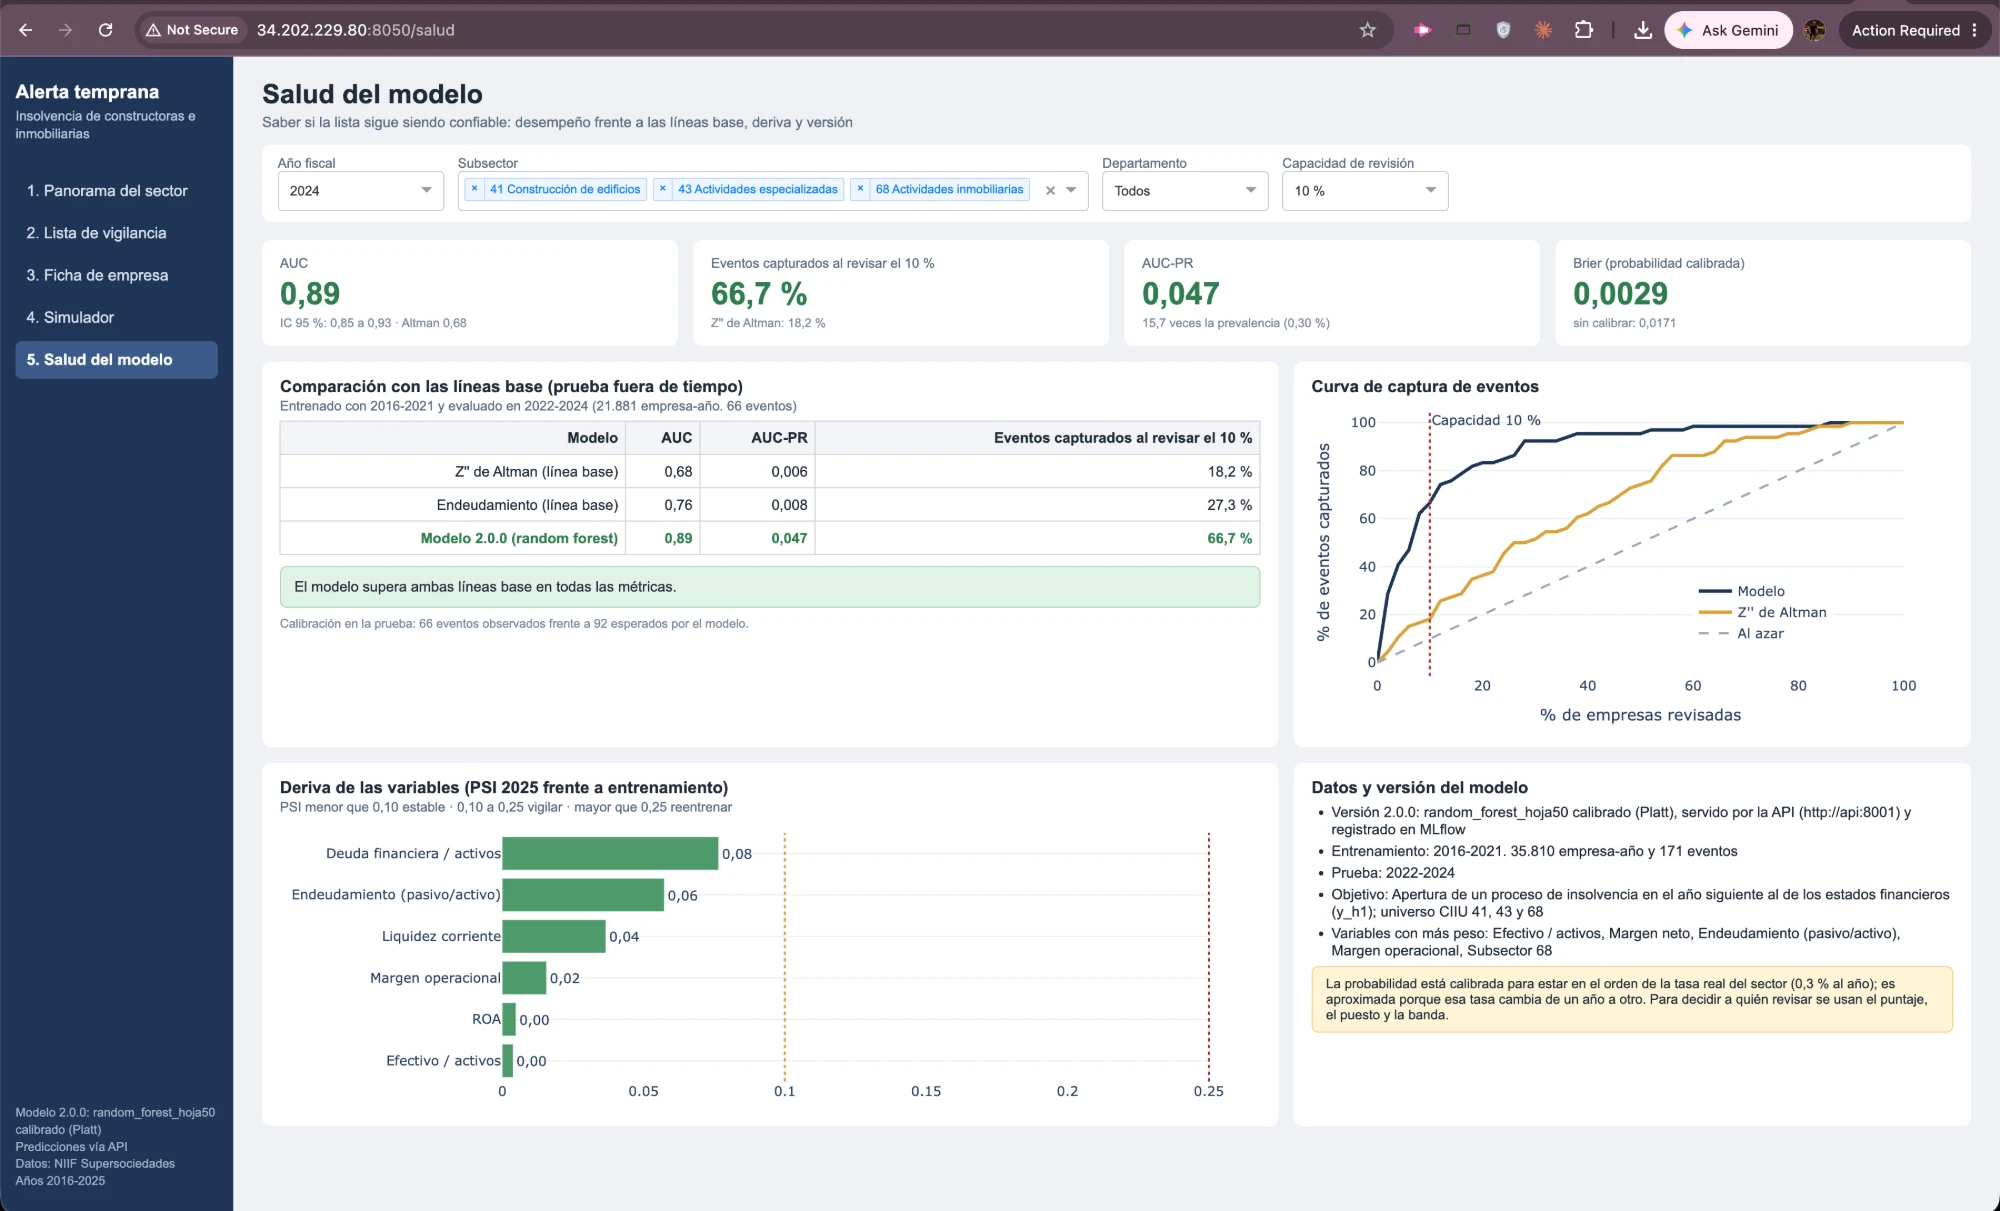 Not Secure 34.202.229.80:8050/salud Ask Gemini Action Required
Alerta temprana
Insolvencia de constructoras e
inmobiliarias
1. Panorama del sector
2. Lista de vigilancia
3. Ficha de empresa
4. Simulador
5. Salud del modelo
Modelo 2.0.0: random_forest_hoja50
calibrado (Platt)
Predicciones vía API
Datos: NIIF Supersociedades
Años 2016-2025
Salud del modelo
Saber si la lista sigue siendo confiable: desempeño frente a las líneas base, deriva y versión
Año fiscal Subsector Departamento Capacidad de revisión
2024 × 41 Construcción de edificios × 43 Actividades especializadas × 68 Actividades inmobiliarias × Todos 10 %
AUC
0,89
IC 95 %: 0,85 a 0,93 · Altman 0,68
Eventos capturados al revisar el 10 %
66,7 %
Z" de Altman: 18,2 %
AUC-PR
0,047
15,7 veces la prevalencia (0,30 %)
Brier (probabilidad calibrada)
0,0029
sin calibrar: 0,0171
Comparación con las líneas base (prueba fuera de tiempo)
Entrenado con 2016-2021 y evaluado en 2022-2024 (21.881 empresa-año. 66 eventos)
Modelo AUC AUC-PR Eventos capturados al revisar el 10 %
Z" de Altman (línea base) 0,68 0,006 18,2 %
Endeudamiento (línea base) 0,76 0,008 27,3 %
Modelo 2.0.0 (random forest) 0,89 0,047 66,7 %
El modelo supera ambas líneas base en todas las métricas.
Calibración en la prueba: 66 eventos observados frente a 92 esperados por el modelo.
Curva de captura de eventos
Capacidad 10 %
% de eventos capturados
100
80
60
40
20
0
Modelo
Z'' de Altman
Al azar
0 20 40 60 80 100
% de empresas revisadas
Deriva de las variables (PSI 2025 frente a entrenamiento)
PSI menor que 0,10 estable · 0,10 a 0,25 vigilar · mayor que 0,25 reentrenar
Deuda financiera / activos 0,08
Endeudamiento (pasivo/activo) 0,06
Liquidez corriente 0,04
Margen operacional 0,02
ROA 0,00
Efectivo / activos 0,00
0 0.05 0.1 0.15 0.2 0.25
Datos y versión del modelo
• Versión 2.0.0: random_forest_hoja50 calibrado (Platt), servido por la API (http://api:8001) y
registrado en MLflow
• Entrenamiento: 2016-2021. 35.810 empresa-año y 171 eventos
• Prueba: 2022-2024
• Objetivo: Apertura de un proceso de insolvencia en el año siguiente al de los estados financieros
(y_h1); universo CIIU 41, 43 y 68
• Variables con más peso: Efectivo / activos, Margen neto, Endeudamiento (pasivo/activo),
Margen operacional, Subsector 68
La probabilidad está calibrada para estar en el orden de la tasa real del sector (0,3 % al año); es
aproximada porque esa tasa cambia de un año a otro. Para decidir a quién revisar se usan el puntaje,
el puesto y la banda.